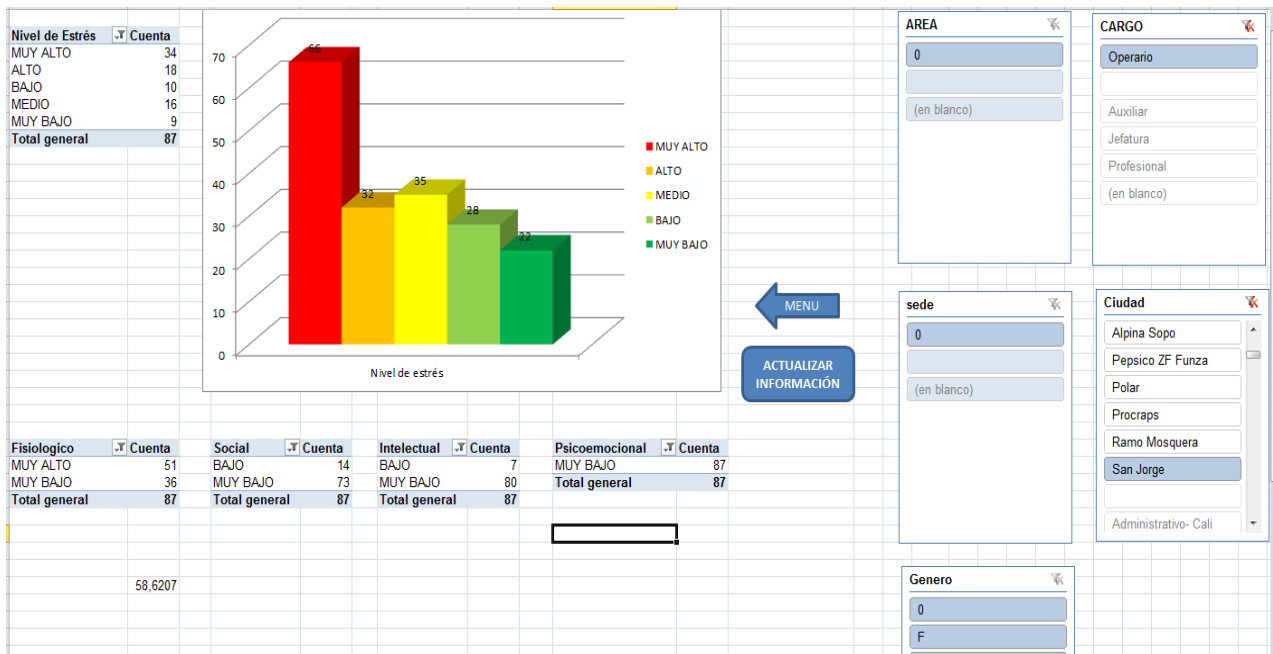 Nivel de Estrés Cuenta
MUY ALTO 34
ALTO 18
BAJO 10
MEDIO 16
MUY BAJO 9
Total general 87
70
60
50
40
30
20
10
0
66
32
35
28
22
Nivel de estrés
MUY ALTO
ALTO
MEDIO
BAJO
MUY BAJO
MENU
ACTUALIZAR
INFORMACIÓN
AREA
0
(en blanco)
CARGO
Operario
Auxiliar
Jefatura
Profesional
(en blanco)
sede
0
(en blanco)
Ciudad
Alpina Sopo
Pepsico ZF Funza
Polar
Procraps
Ramo Mosquera
San Jorge
Administrativo- Cali
Fisiologico Cuenta
MUY ALTO 51
MUY BAJO 36
Total general 87
Social Cuenta
BAJO 14
MUY BAJO 73
Total general 87
Intelectual Cuenta
BAJO 7
MUY BAJO 80
Total general 87
Psicoemocional Cuenta
MUY BAJO 87
Total general 87
58,6207
Genero
0
F